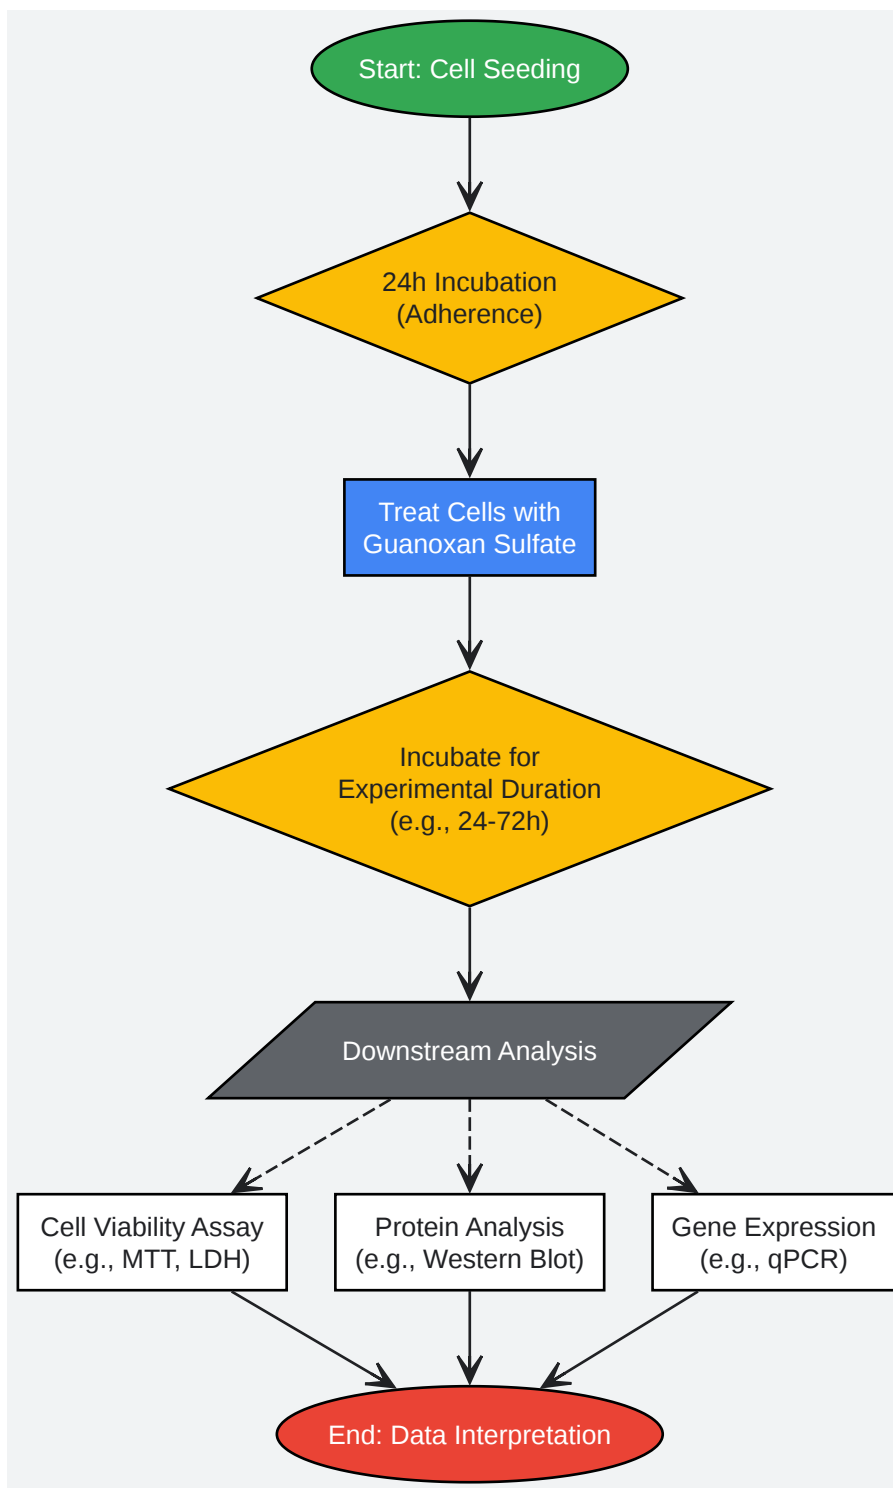 Start: Cell Seeding
24h Incubation
(Adherence)
Treat Cells with
Guanoxan Sulfate
Incubate for
Experimental Duration
(e.g., 24-72h)
Downstream Analysis
Cell Viability Assay
(e.g., MTT, LDH)
Protein Analysis
(e.g., Western Blot)
Gene Expression
(e.g., qPCR)
End: Data Interpretation